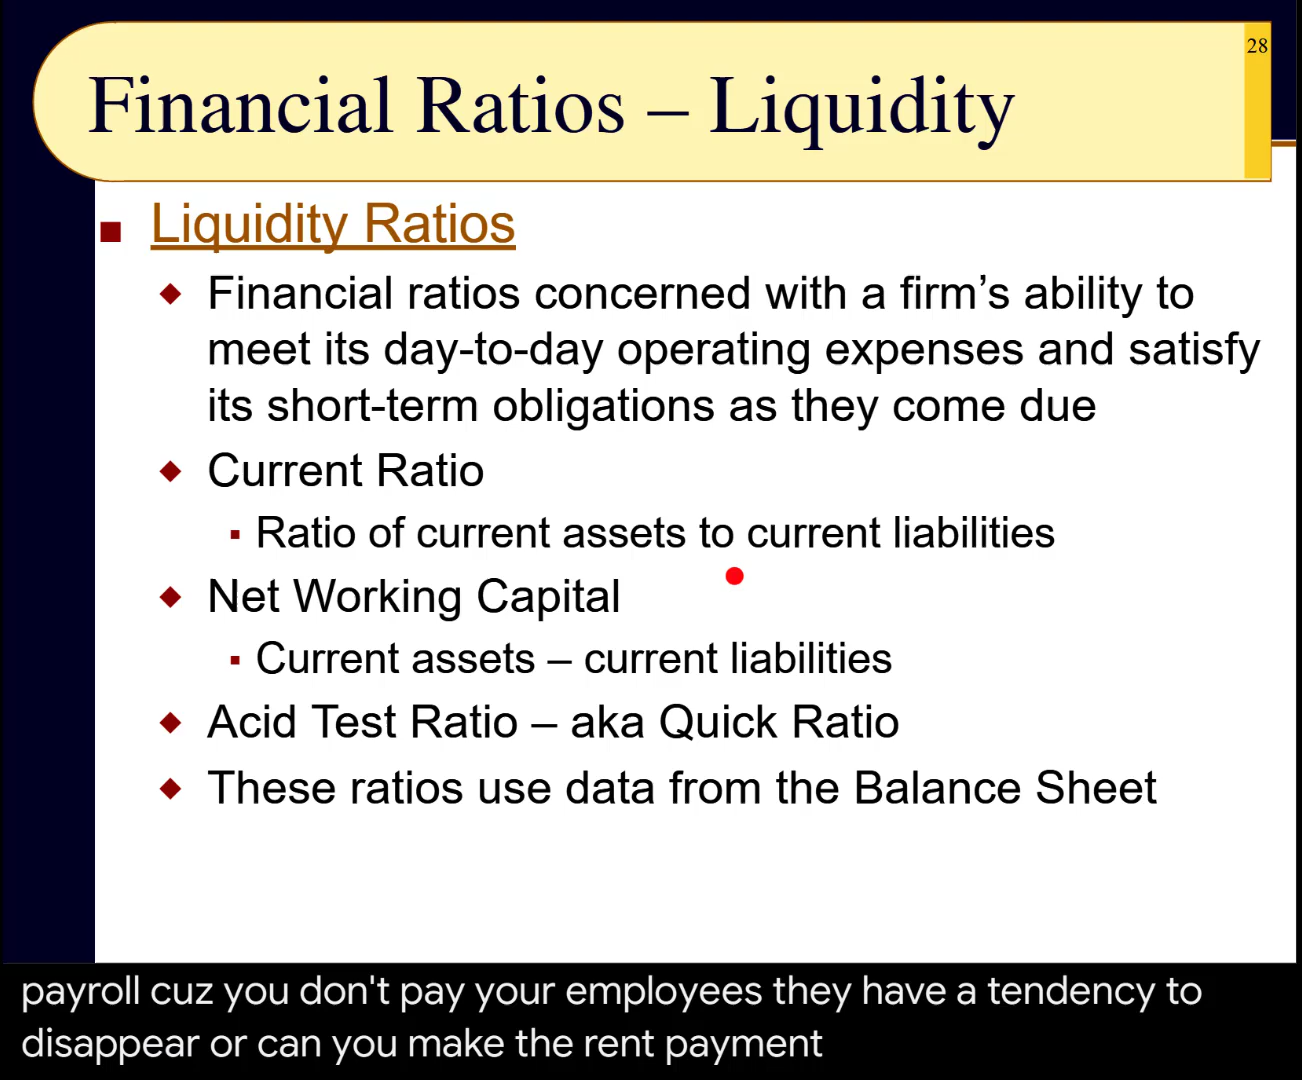 28
Financial Ratios – Liquidity
Liquidity Ratios
Financial ratios concerned with a firm’s ability to
meet its day-to-day operating expenses and satisfy
its short-term obligations as they come due
Current Ratio
Ratio of current assets to current liabilities
Net Working Capital
Current assets – current liabilities
Acid Test Ratio – aka Quick Ratio
These ratios use data from the Balance Sheet
payroll cuz you don't pay your employees they have a tendency to
disappear or can you make the rent payment